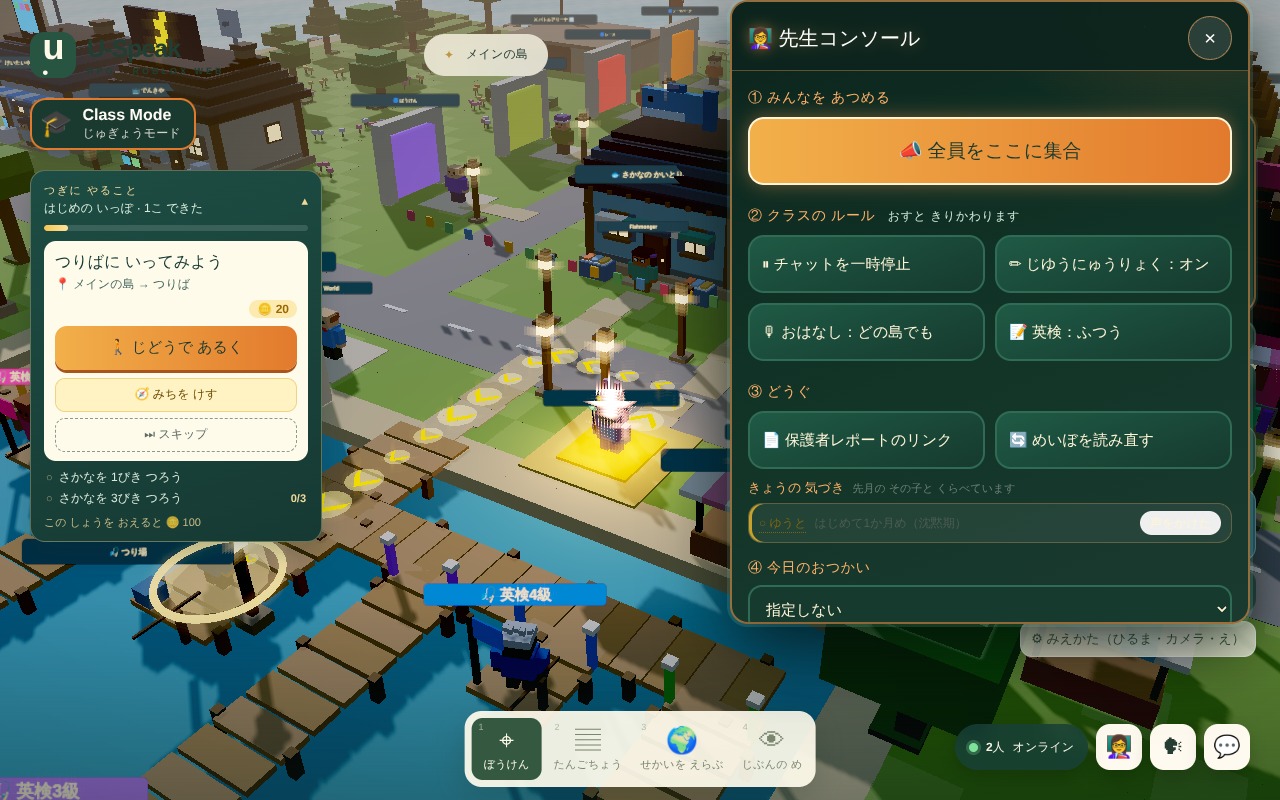 u
U Speak
メインの島
でんきや
ぼうけん
Class Mode
じゅぎょうモード
つぎに やること
はじめの いっぽ · 1こ できた
▲
つりばに いってみよう
📍 メインの島 → つりば
🪙 20
🚶 じどうで あるく
🧭 みちを けす
⏭ スキップ
○ さかなを 1ぴき つろう
○ さかなを 3びき つろう 0/3
この しょうを おえると 🪙 100
World
Fishmonger
つり場
英検4級
英検3級
👩‍🏫 先生コンソール
✕
① みんなを あつめる
📣 全員をここに集合
② クラスの ルール おすと きりかわります
⏸ チャットを一時停止
✏ じゆうにゅうりょく：オン
🎙 おはなし：どの島でも
📝 英検：ふつう
③ どうぐ
📄 保護者レポートのリンク
🔄 めいぼを読み直す
きょうの 気づき 先月の その子と くらべています
○ ゆうと はじめて1か月め（沈黙期）
④ 今日のおつかい
指定しない
⚙ みえかた（ひるま・カメラ・え）
1 ぼうけん
2 たんごちょう
3 せかいを えらぶ
4 じぶんの め
2人 オンライン